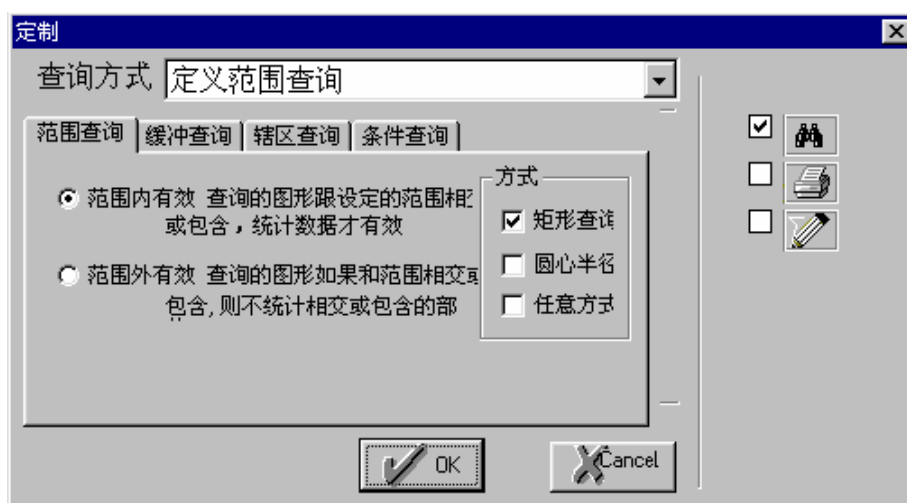 定制
查询方式 定义范围查询
范围查询 缓冲查询 辖区查询 条件查询
范围内有效 查询的图形跟设定的范围相
或包含，统计数据才有效
范围外有效 查询的图形如果和范围相交或
包含,则不统计相交或包含的部
方式
矩形查询
圆心半径
任意方式
OK
Cancel